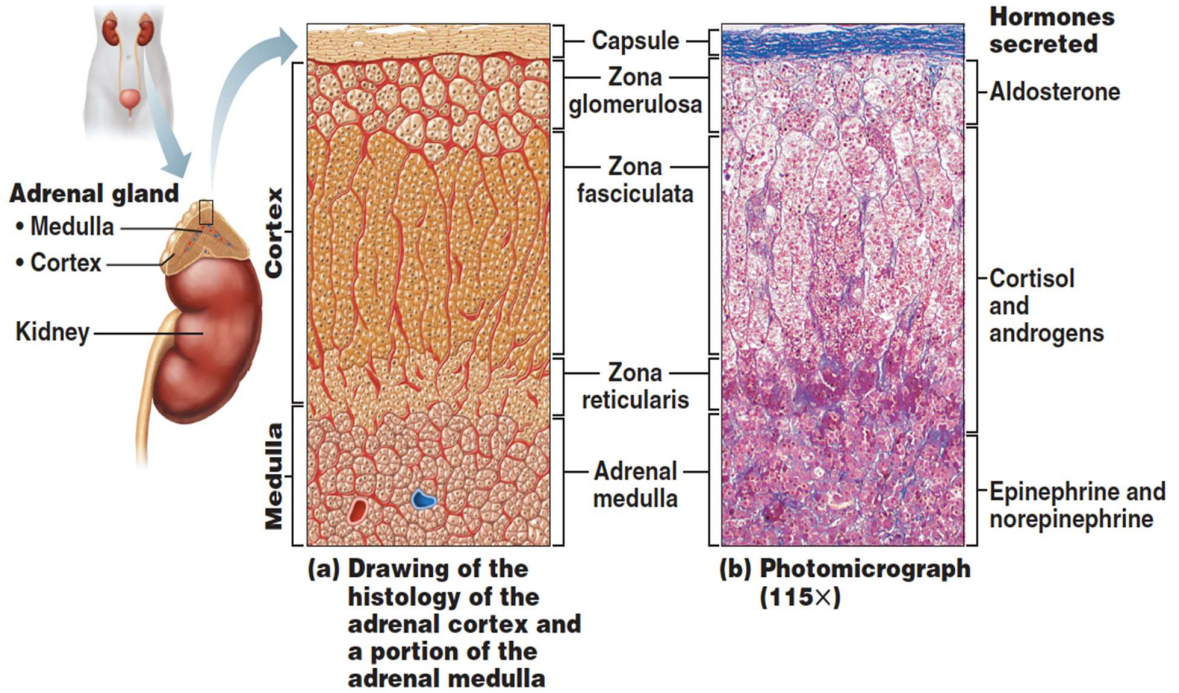 Adrenal gland
• Medulla
• Cortex
Kidney
Cortex
Medulla
Capsule
Zona
glomerulosa
Zona
fasciculata
Zona
reticularis
Adrenal
medulla
Hormones
secreted
Aldosterone
Cortisol
and
androgens
Epinephrine and
norepinephrine
(a) Drawing of the
histology of the
adrenal cortex and
a portion of the
adrenal medulla
(b) Photomicrograph
(115×)